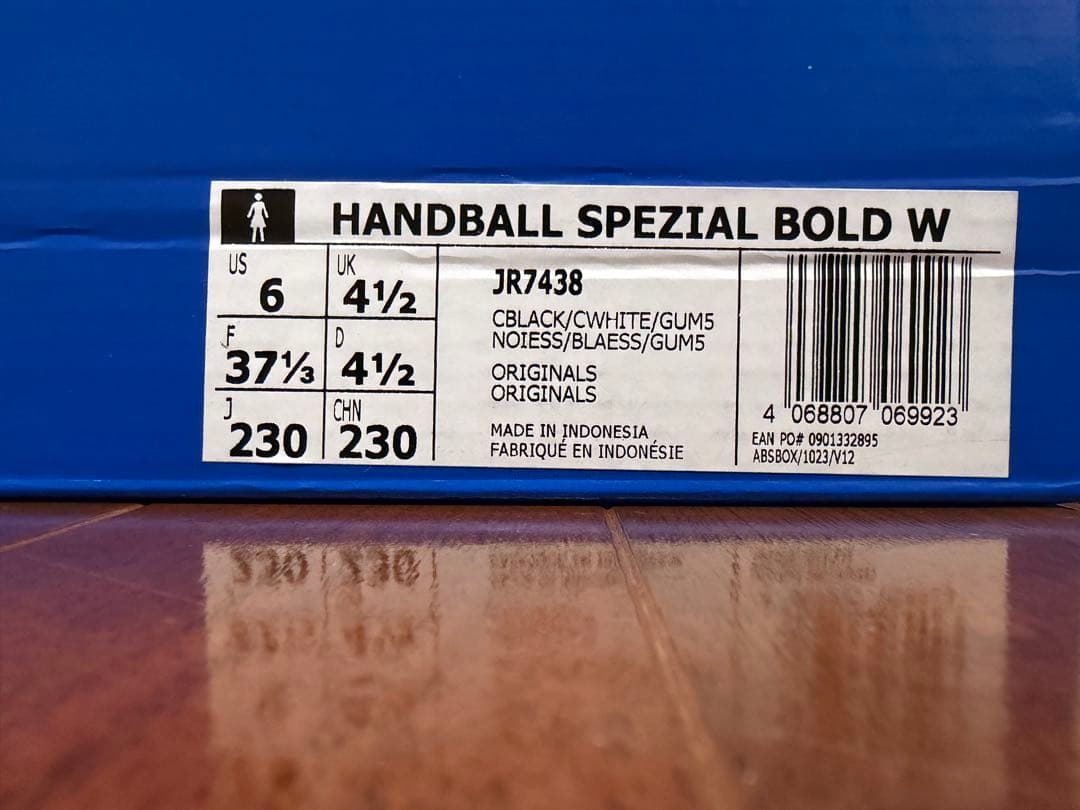 HANDBALL SPEZIAL BOLD W
US
6
UK
4½
F
37⅓
D
4½
J
230
CHN
230
JR7438
CBLACK/CWHITE/GUM5
NOIESS/BLAESS/GUM5
ORIGINALS
ORIGINALS
MADE IN INDONESIA
FABRIQUÉ EN INDONÉSIE
4 068807 069923
EAN PO# 0901332895
ABSBOX/1023/V12